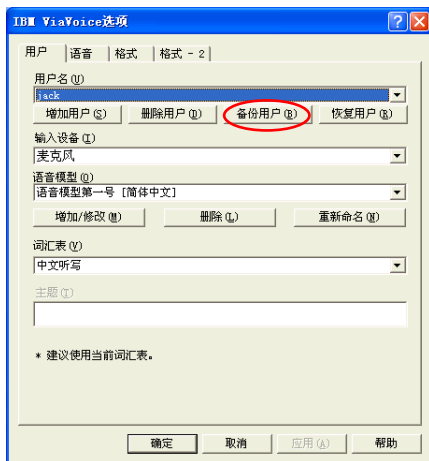 IBM ViaVoice选项
用户 语音 格式 格式 - 2
用户名(U)
jack
增加用户(S) 删除用户(D) 备份用户(B) 恢复用户(R)
输入设备(I)
麦克风
语音模型(O)
语音模型第一号 [简体中文]
增加/修改(M) 删除(L) 重新命名(N)
词汇表(V)
中文听写
主题(T)
* 建议使用当前词汇表。
确定 取消 应用(A) 帮助